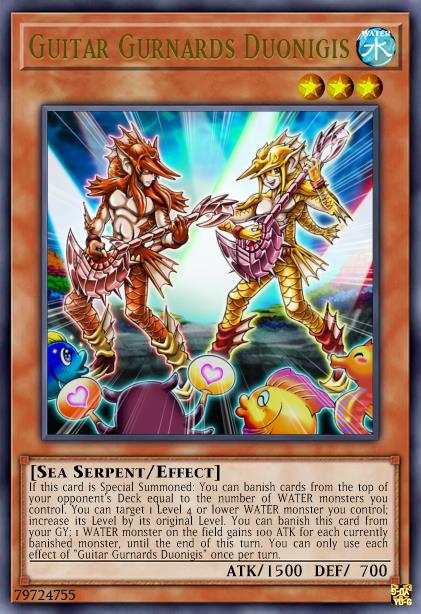 Guitar Gurnards Duonigis
WATER
水
[Sea Serpent/Effect]
If this card is Special Summoned: You can banish cards from the top of
your opponent's Deck equal to the number of WATER monsters you
control. You can target 1 Level 4 or lower WATER monster you control;
increase its Level by its original Level. You can banish this card from
your GY; 1 WATER monster on the field gains 100 ATK for each currently
banished monster, until the end of this turn. You can only use each
effect of "Guitar Gurnards Duonigis" once per turn.
ATK/1500 DEF/ 700
79724755